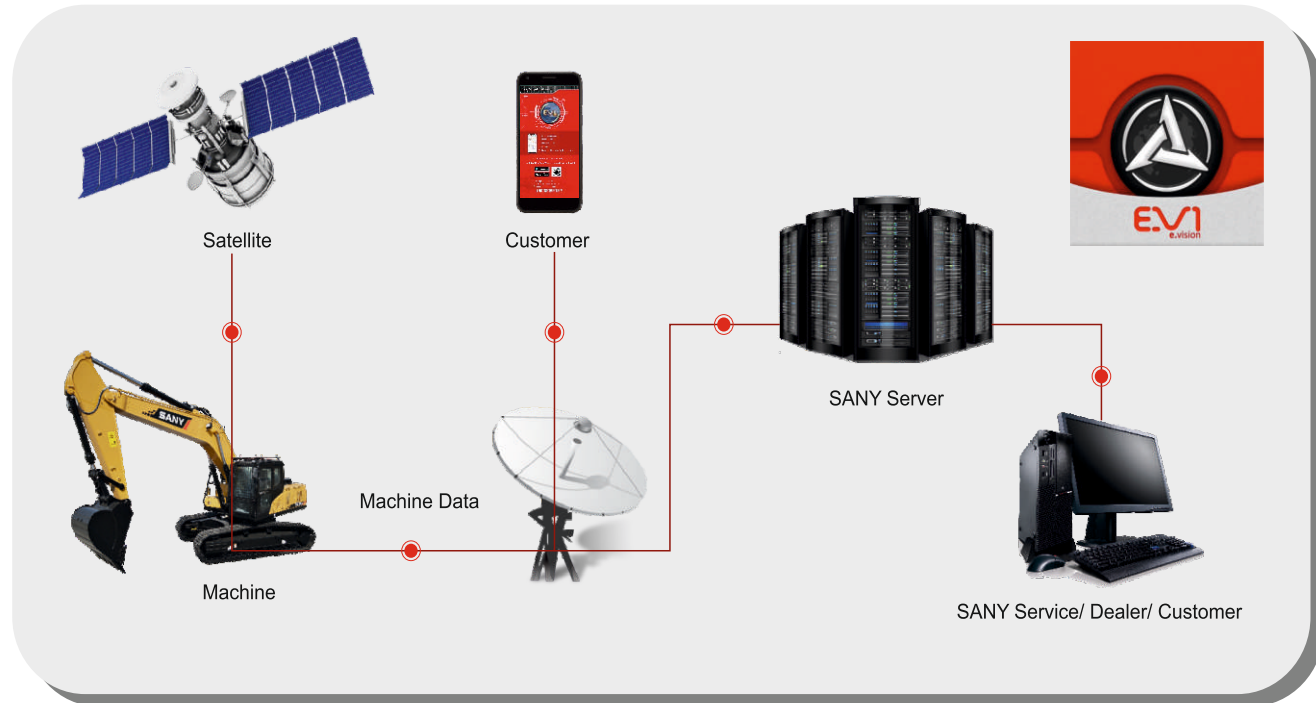 Satellite
Customer
EV1
e.vision
SANY Server
SANY
Machine Data
Machine
SANY Service/ Dealer/ Customer